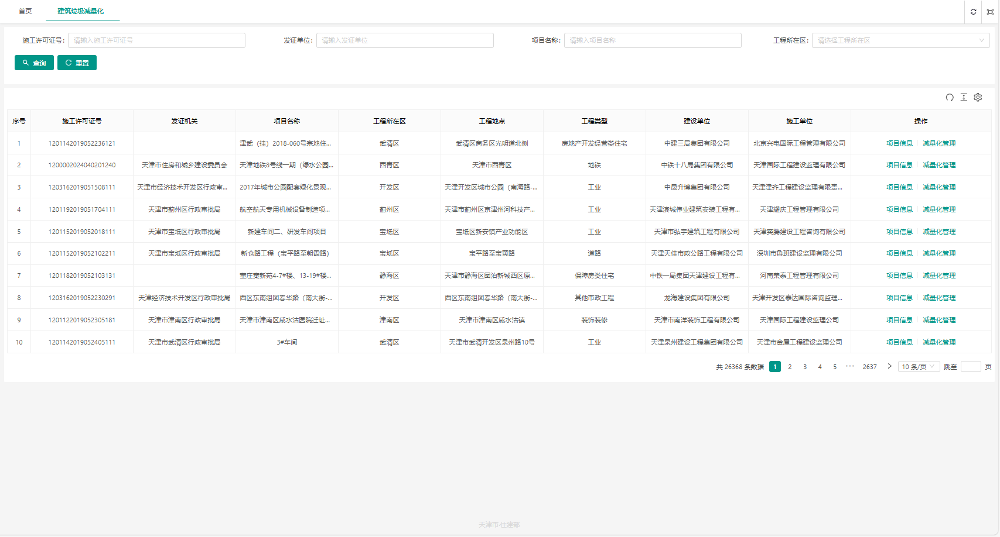 首页 建筑垃圾减量化
施工许可证号: 请输入施工许可证号 发证单位: 请输入发证单位 项目名称: 请输入项目名称 工程所在区: 请选择工程所在区
查询 重置
序号 施工许可证号 发证机关 项目名称 工程所在区 工程地点 工程类型 建设单位 施工单位 操作
1 1201142019052236121 津武（挂）2018-060号宗地住... 武清区 武清区商务区光明道北侧 房地产开发经营类住宅 中建三局集团有限公司 北京兴电国际工程管理有限公司 项目信息 减量化管理
2 1200002024040201240 天津市住房和城乡建设委员会 天津地铁8号线一期（绿水公园... 西青区 天津市西青区 地铁 中铁十八局集团有限公司 天津国际工程建设监理有限公司 项目信息 减量化管理
3 1203162019051508111 天津市经济技术开发区行政审... 2017年城市公园配套绿化景观... 开发区 天津开发区城市公园（南海路-... 工业 中晟升博集团有限公司 天津津齐工程建设监理有限责... 项目信息 减量化管理
4 1201192019051704111 天津市蓟州区行政审批局 航空航天专用机械设备制造项... 蓟州区 天津市蓟州区京津州河科技产... 工业 天津滨城伟业建筑安装工程有... 天津耀庆工程管理有限公司 项目信息 减量化管理
5 1201152019052018111 天津市宝坻区行政审批局 新建车间二、研发车间项目 宝坻区 宝坻区新安镇产业功能区 工业 天津市弘宇建筑工程有限公司 天津奕腾建设工程咨询有限公司 项目信息 减量化管理
6 1201152019052102211 天津市宝坻区行政审批局 新仓路工程（宝平路至朝霞路） 宝坻区 宝平路至宝黄路 道路 天津天佳市政公路工程有限公司 深圳市鲁班建设监理有限公司 项目信息 减量化管理
7 1201182019052103131 董庄窠新苑4-7#楼、13-19#楼... 静海区 天津市静海区团泊新城西区原... 保障房类住宅 中铁一局集团天津建设工程有... 河南荣泰工程管理有限公司 项目信息 减量化管理
8 1203162019052230291 天津经济技术开发区行政审批局 西区东南组团春华路（南大街-... 开发区 西区东南组团春华路（南大街-... 其他市政工程 龙海建设集团有限公司 天津开发区泰达国际咨询监理... 项目信息 减量化管理
9 1201122019052305181 天津市津南区行政审批局 天津市津南区咸水沽医院迁址... 津南区 天津市津南区咸水沽镇 装饰装修 天津市南洋装饰工程有限公司 天津国际工程建设监理公司 项目信息 减量化管理
10 1201142019052405111 天津市武清区行政审批局 3#车间 武清区 天津市武清开发区泉州路10号 工业 天津泉州建设工程集团有限公司 天津市金厦工程建设监理公司 项目信息 减量化管理
共 26368 条数据 1 2 3 4 5 ••• 2637 10 条/页 跳至 页
天津市·住建部